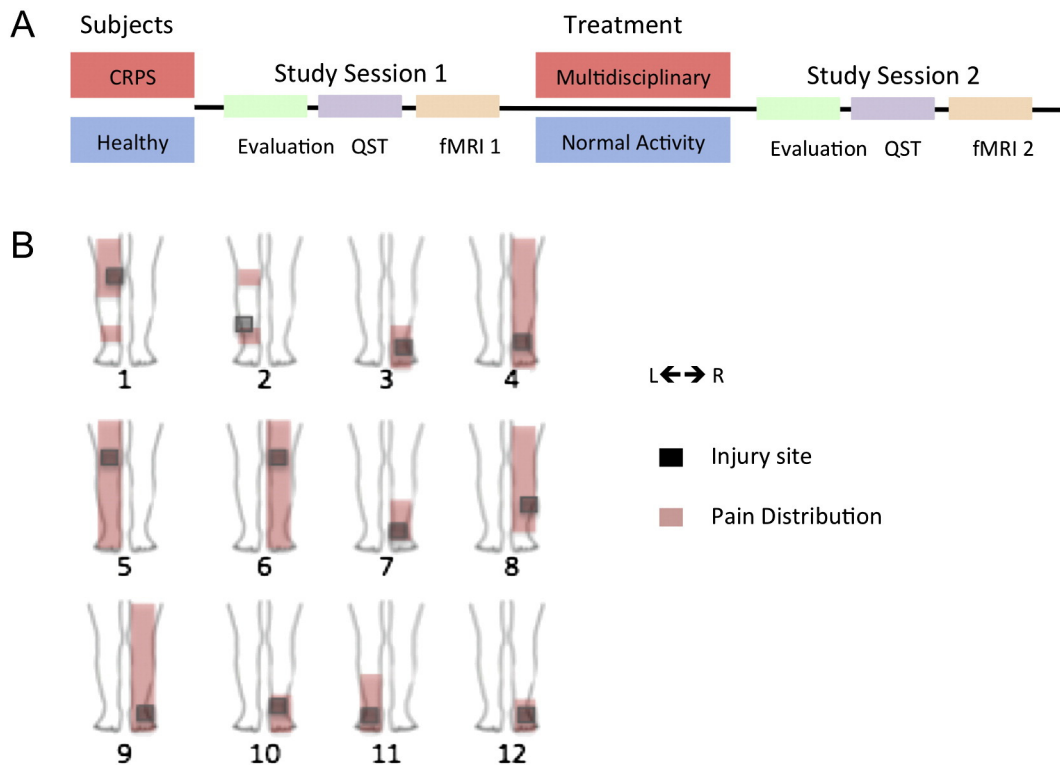 A
Subjects
Treatment
CRPS
Study Session 1
Multidisciplinary
Study Session 2
Healthy
Evaluation QST fMRI 1
Normal Activity
Evaluation QST fMRI 2
B
1 2 3 4
L R
5 6 7 8
Injury site
Pain Distribution
9 10 11 12